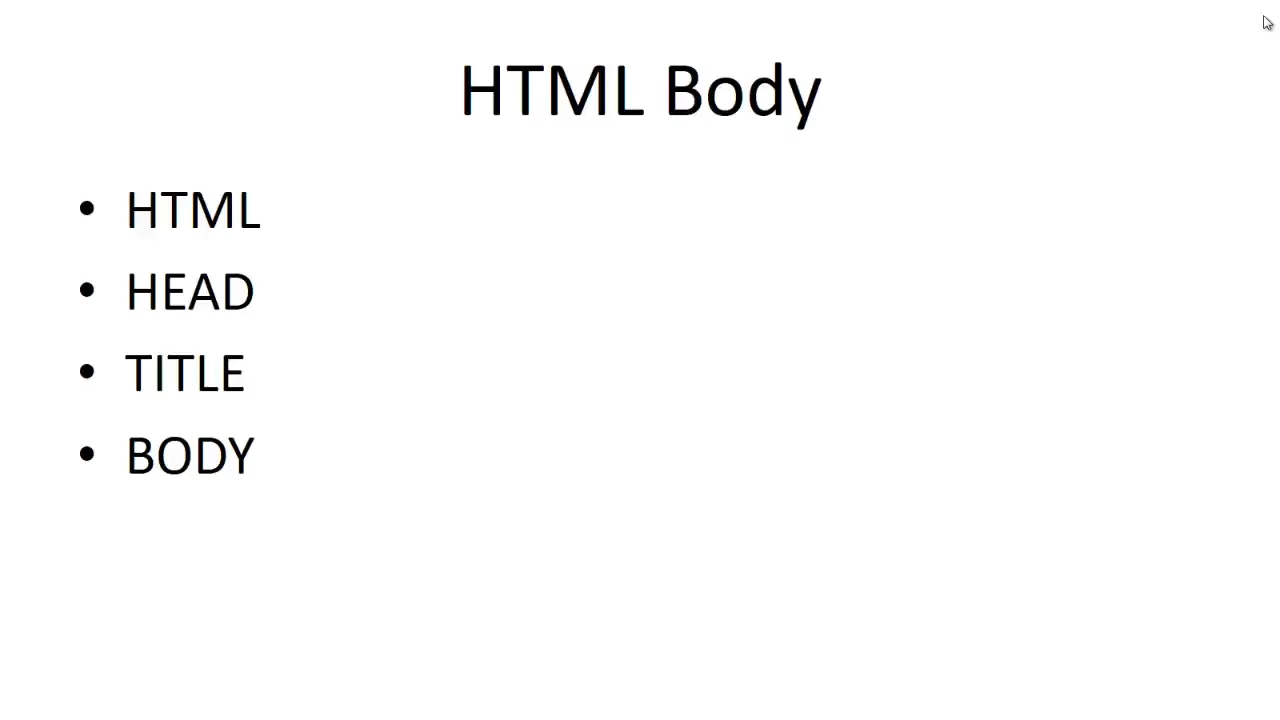 HTML Body
• HTML
• HEAD
• TITLE
• BODY